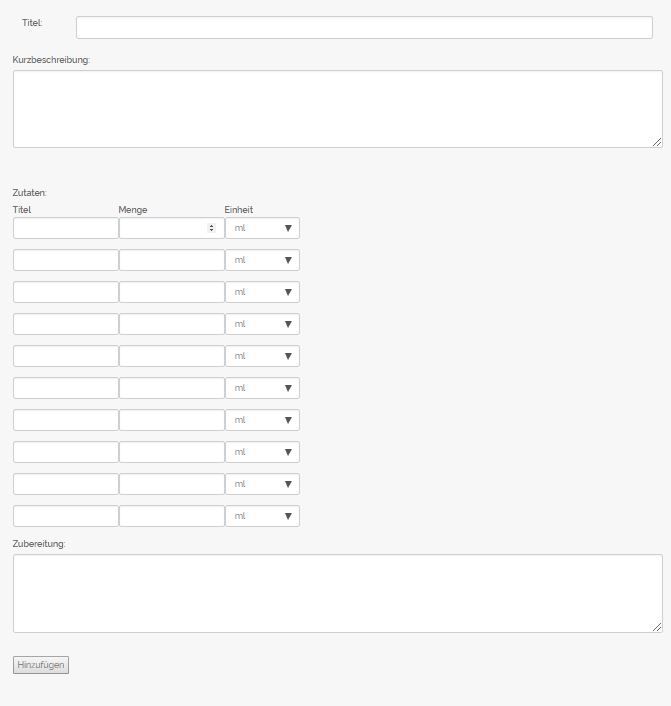 Titel:
Kurzbeschreibung:
Zutaten:
Titel Menge Einheit
ml
ml
ml
ml
ml
ml
ml
ml
ml
ml
Zubereitung:
Hinzufügen